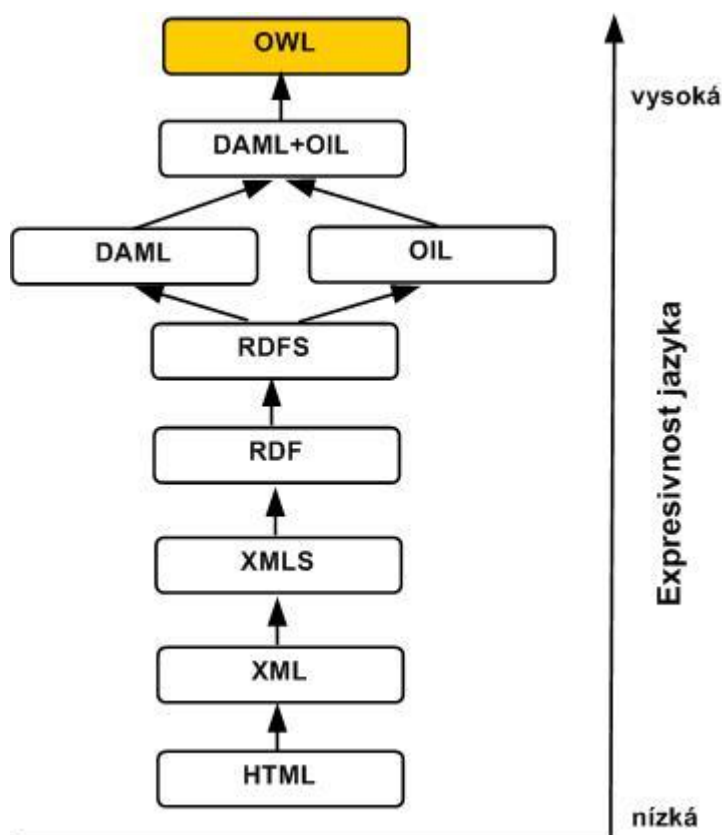 OWL
vysoká
DAML+OIL
DAML
OIL
RDFS
RDF
XMLS
XML
HTML
Expresivnost jazyka
nízká